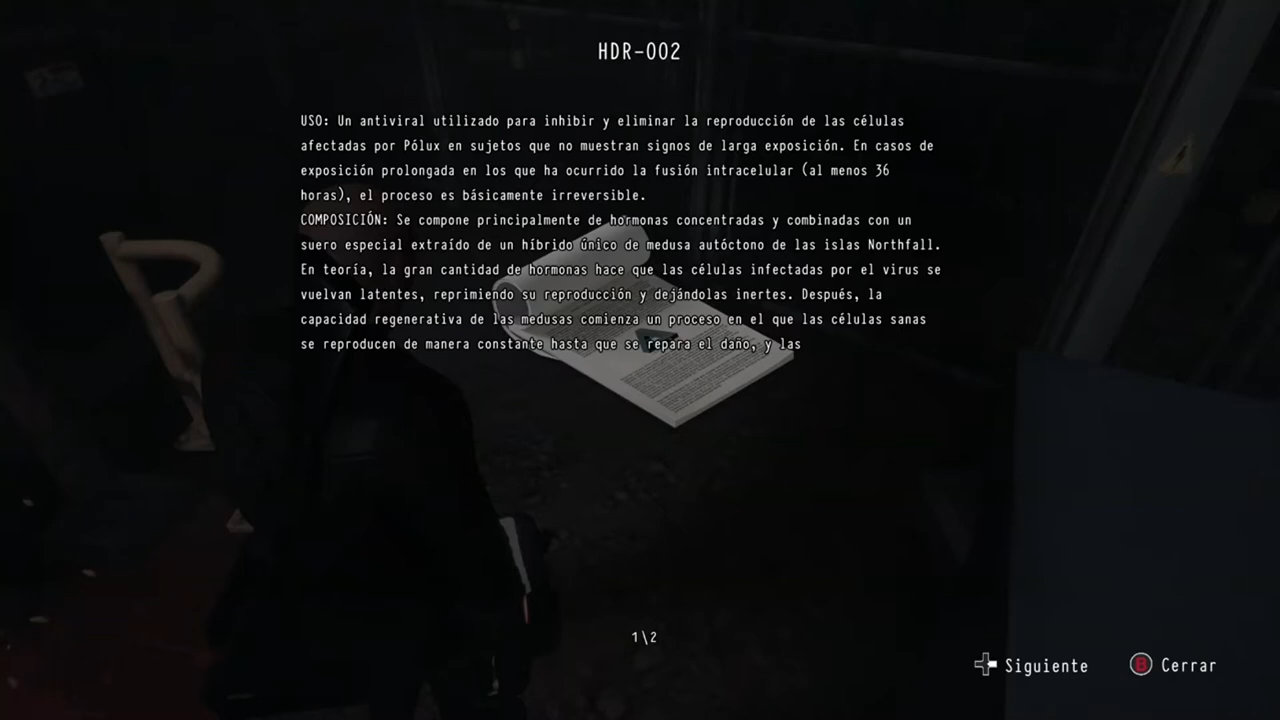 HDR-002
USO: Un antiviral utilizado para inhibir y eliminar la reproducción de las células
afectadas por Pólux en sujetos que no muestran signos de larga exposición. En casos de
exposición prolongada en los que ha ocurrido la fusión intracelular (al menos 36
horas), el proceso es básicamente irreversible.
COMPOSICIÓN: Se compone principalmente de hormonas concentradas y combinadas con un
suero especial extraído de un híbrido único de medusa autóctono de las islas Northfall.
En teoría, la gran cantidad de hormonas hace que las células infectadas por el virus se
vuelvan latentes, reprimiendo su reproducción y dejándolas inertes. Después, la
capacidad regenerativa de las medusas comienza un proceso en el que las células sanas
se reproducen de manera constante hasta que se repara el daño, y las
1\2
Siguiente
B Cerrar